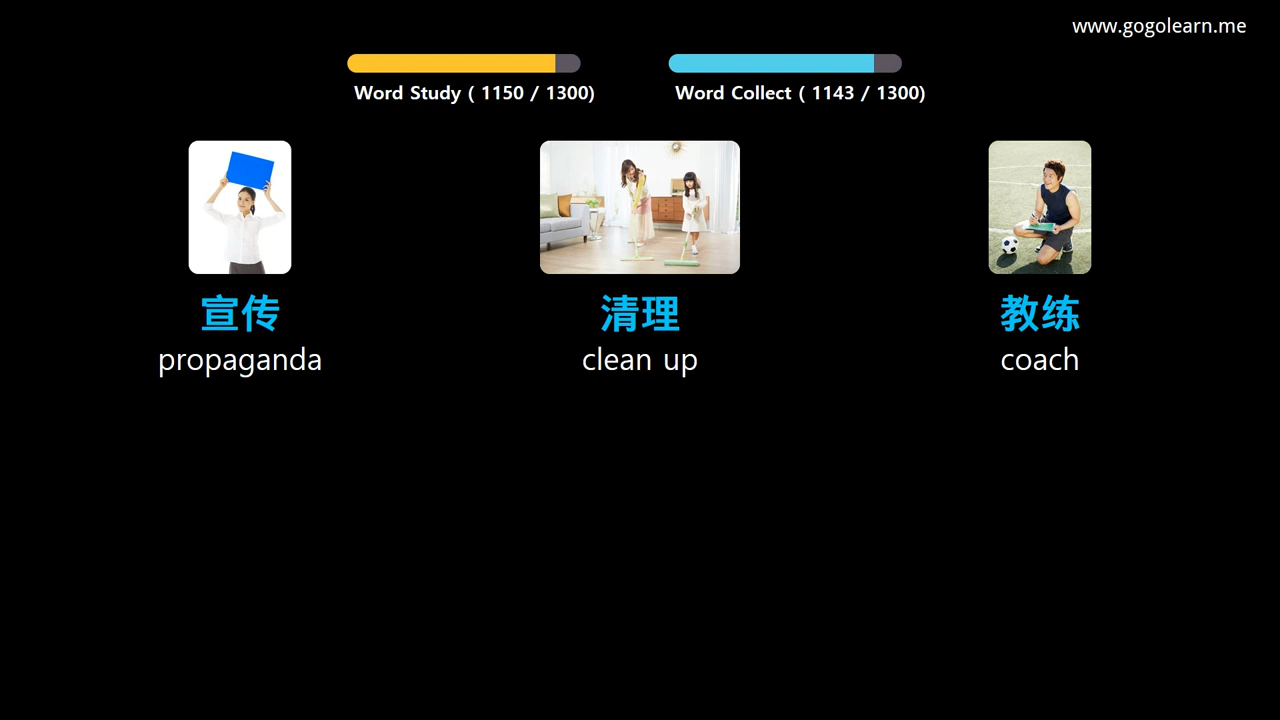 www.gogolearn.me
Word Study ( 1150 / 1300)
Word Collect ( 1143 / 1300)
宣传
propaganda
清理
clean up
教练
coach